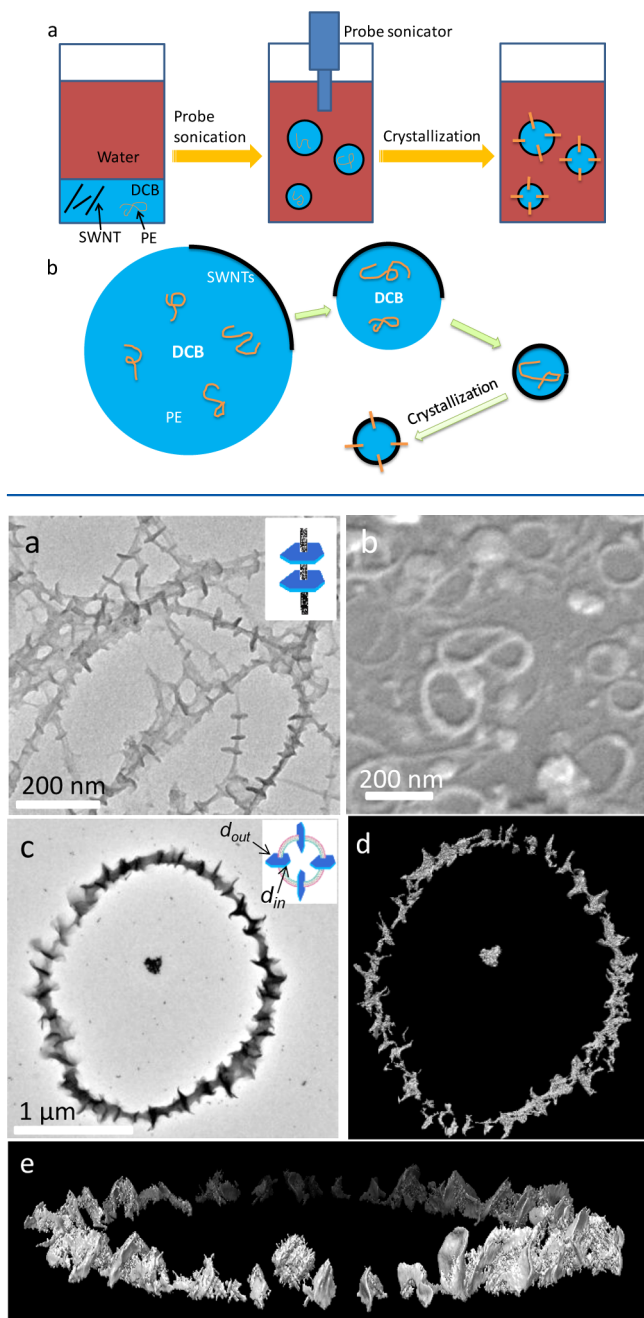 a
Probe sonicator
Probe
sonication
Crystallization
Water
DCB
SWNT
PE
b
SWNTs
DCB
DCB
PE
Crystallization
a
200 nm
b
200 nm
c
d_out
d_in
1 μm
d
e